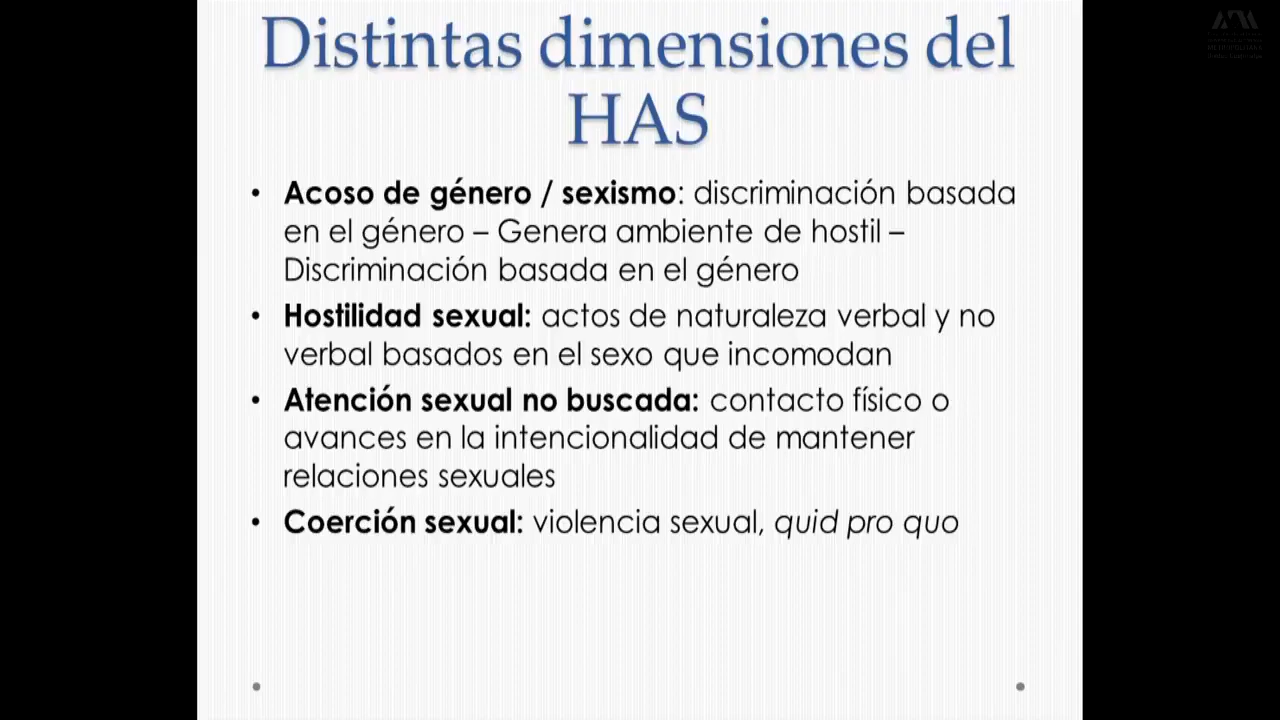 Distintas dimensiones del
HAS
• Acoso de género / sexismo: discriminación basada
en el género – Genera ambiente de hostil –
Discriminación basada en el género
• Hostilidad sexual: actos de naturaleza verbal y no
verbal basados en el sexo que incomodan
• Atención sexual no buscada: contacto físico o
avances en la intencionalidad de mantener
relaciones sexuales
• Coerción sexual: violencia sexual, quid pro quo